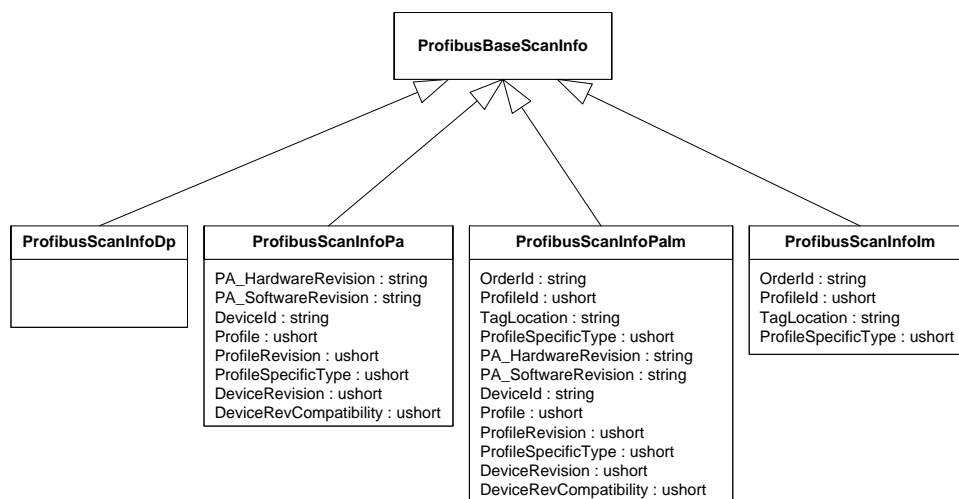 ProfibusBaseScanInfo
ProfibusScanInfoDp
ProfibusScanInfoPa
PA_HardwareRevision : string
PA_SoftwareRevision : string
DeviceId : string
Profile : ushort
ProfileRevision : ushort
ProfileSpecificType : ushort
DeviceRevision : ushort
DeviceRevCompatibility : ushort
ProfibusScanInfoPaIm
OrderId : string
ProfileId : ushort
TagLocation : string
ProfileSpecificType : ushort
PA_HardwareRevision : string
PA_SoftwareRevision : string
DeviceId : string
Profile : ushort
ProfileRevision : ushort
ProfileSpecificType : ushort
DeviceRevision : ushort
DeviceRevCompatibility : ushort
ProfibusScanInfoIm
OrderId : string
ProfileId : ushort
TagLocation : string
ProfileSpecificType : ushort